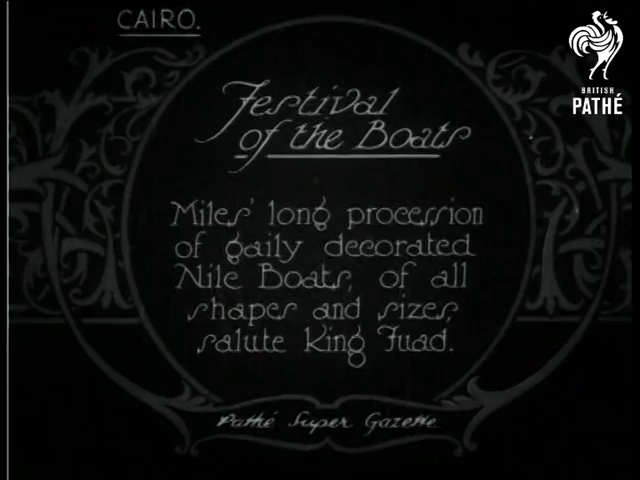 CAIRO.
BRITISH
PATHÉ
Festival
of the Boats
Miles' long procession
of gaily decorated
Nile Boats, of all
shapes and sizes,
salute King Fuad.
Pathé Super Gazette